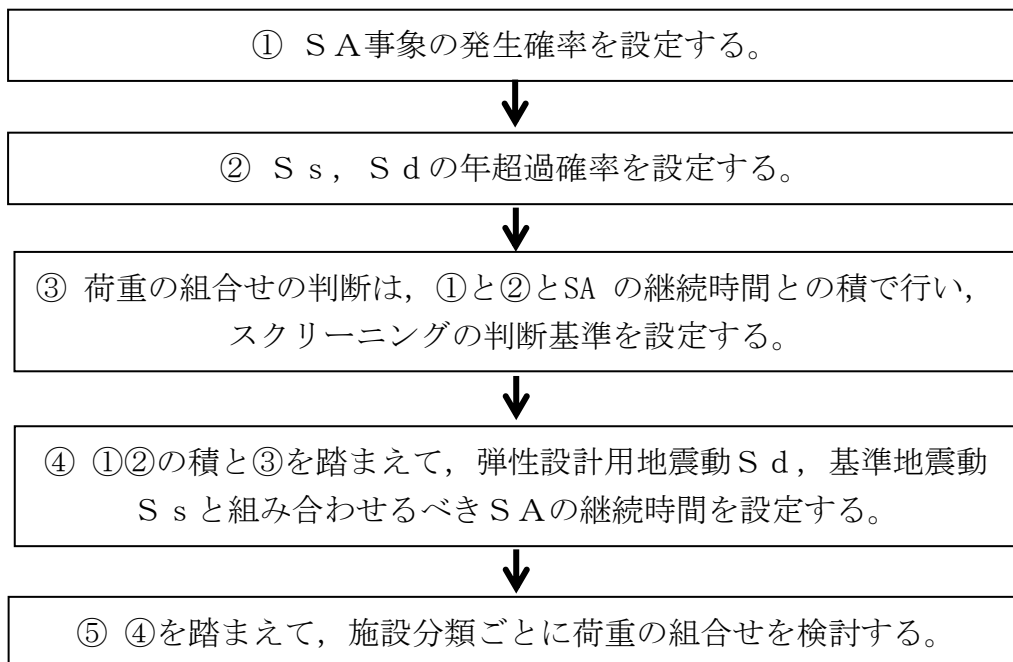 ① ＳＡ事象の発生確率を設定する。
② Ｓｓ，Ｓｄの年超過確率を設定する。
③ 荷重の組合せの判断は，①と②とSA の継続時間との積で行い，
スクリーニングの判断基準を設定する。
④ ①②の積と③を踏まえて，弾性設計用地震動Ｓｄ，基準地震動
Ｓｓと組み合わせるべきＳＡの継続時間を設定する。
⑤ ④を踏まえて，施設分類ごとに荷重の組合せを検討する。